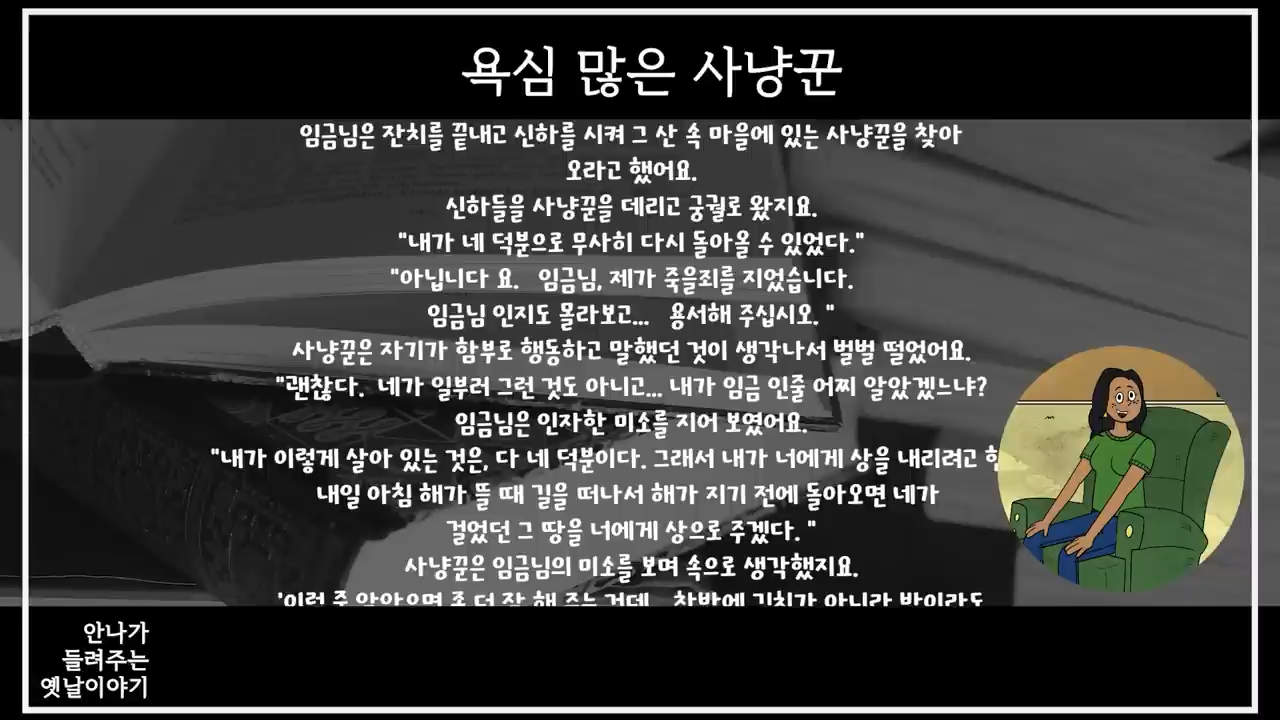 욕심 많은 사냥꾼
임금님은 잔치를 끝내고 신하를 시켜 그 산 속 마을에 있는 사냥꾼을 찾아
오라고 했어요.
신하들을 사냥꾼을 데리고 궁궐로 왔지요.
"내가 네 덕분으로 무사히 다시 돌아올 수 있었다."
"아닙니다 요. 임금님, 제가 죽을죄를 지었습니다.
임금님 인지도 몰라보고... 용서해 주십시오. "
사냥꾼은 자기가 함부로 행동하고 말했던 것이 생각나서 벌벌 떨었어요.
"괜찮다. 네가 일부러 그런 것도 아니고... 내가 임금 인줄 어찌 알았겠느냐?
임금님은 인자한 미소를 지어 보였어요.
"내가 이렇게 살아 있는 것은, 다 네 덕분이다. 그래서 내가 너에게 상을 내리려고
내일 아침 해가 뜰 때 길을 떠나서 해가 지기 전에 돌아오면 네가
걸었던 그 땅을 너에게 상으로 주겠다. "
사냥꾼은 임금님의 미소를 보며 속으로 생각했지요.
안나가
들려주는
옛날이야기